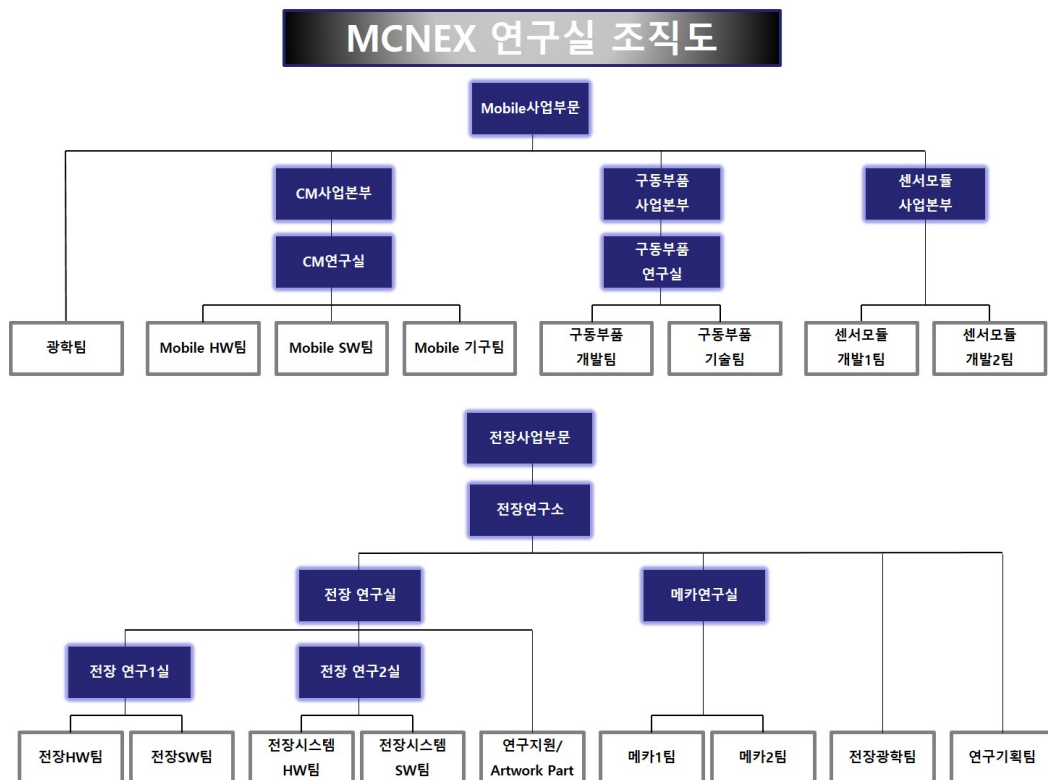 MCNEX 연구실 조직도
Mobile사업부문
CM사업본부
구동부품
사업본부
센서모듈
사업본부
CM연구실
구동부품
연구실
광학팀
Mobile HW팀
Mobile SW팀
Mobile 기구팀
구동부품
개발팀
구동부품
기술팀
센서모듈
개발1팀
센서모듈
개발2팀
전장사업부문
전장연구소
전장 연구실
메카연구실
전장 연구1실
전장 연구2실
전장HW팀
전장SW팀
전장시스템
HW팀
전장시스템
SW팀
연구지원/
Artwork Part
메카1팀
메카2팀
전장광학팀
연구기획팀